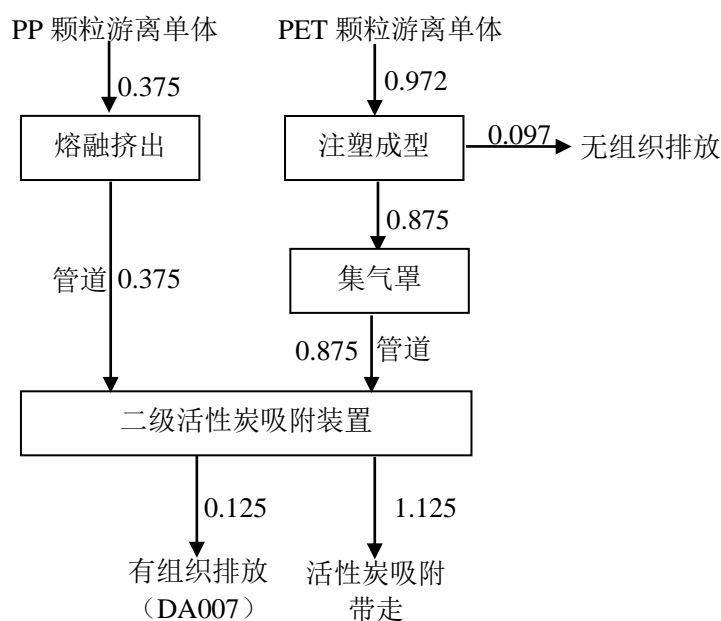 PP 颗粒游离单体
PET 颗粒游离单体
0.375
0.972
熔融挤出
注塑成型
0.097
无组织排放
0.875
管道
0.375
集气罩
0.875
管道
二级活性炭吸附装置
0.125
1.125
有组织排放
（DA007）
活性炭吸附
带走